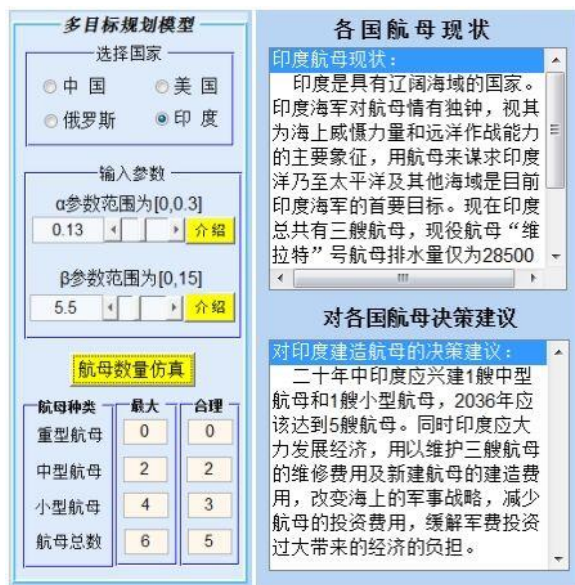 多目标规划模型
选择国家
中 国
美 国
俄罗斯
印 度
输入参数
α参数范围为[0,0.3]
0.13
介绍
β参数范围为[0,15]
5.5
介绍
航母数量仿真
航母种类 最大 合理
重型航母 0 0
中型航母 2 2
小型航母 4 3
航母总数 6 5
各国航母现状
印度航母现状：
印度是具有辽阔海域的国家。
印度海军对航母情有独钟，视其
为海上威慑力量和远洋作战能力
的主要象征，用航母来谋求印度
洋乃至太平洋及其他海域是目前
印度海军的首要目标。现在印度
总共有三艘航母，现役航母“维
拉特”号航母排水量仅为28500
对各国航母决策建议
对印度建造航母的决策建议：
二十年中印度应兴建1艘中型
航母和1艘小型航母，2036年应
该达到5艘航母。同时印度应大
力发展经济，用以维护三艘航母
的维修费用及新建航母的建造费
用，改变海上的军事战略，减少
航母的投资费用，缓解军费投资
过大带来的经济的负担。